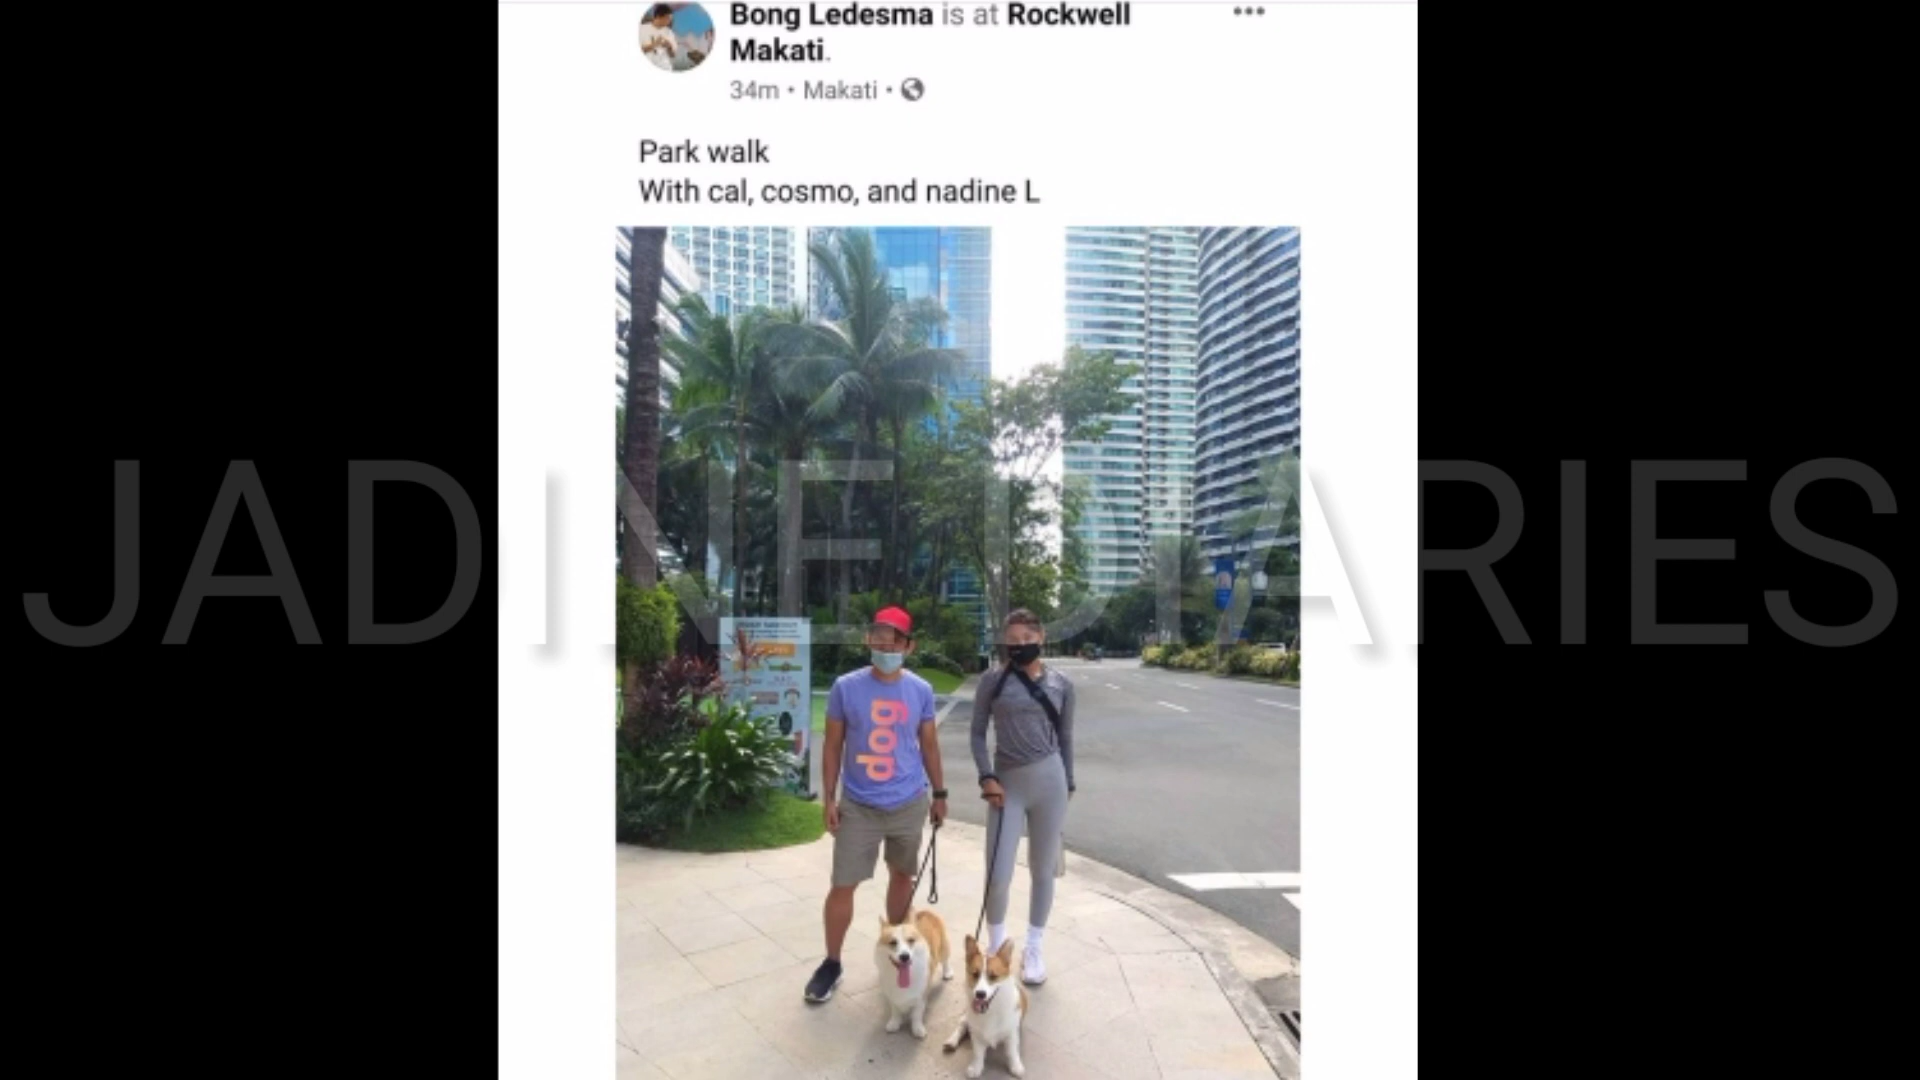 Bong Ledesma is at Rockwell
Makati.
34m • Makati •
Park walk
With cal, cosmo, and nadine L
JADINE DIARIES
dog